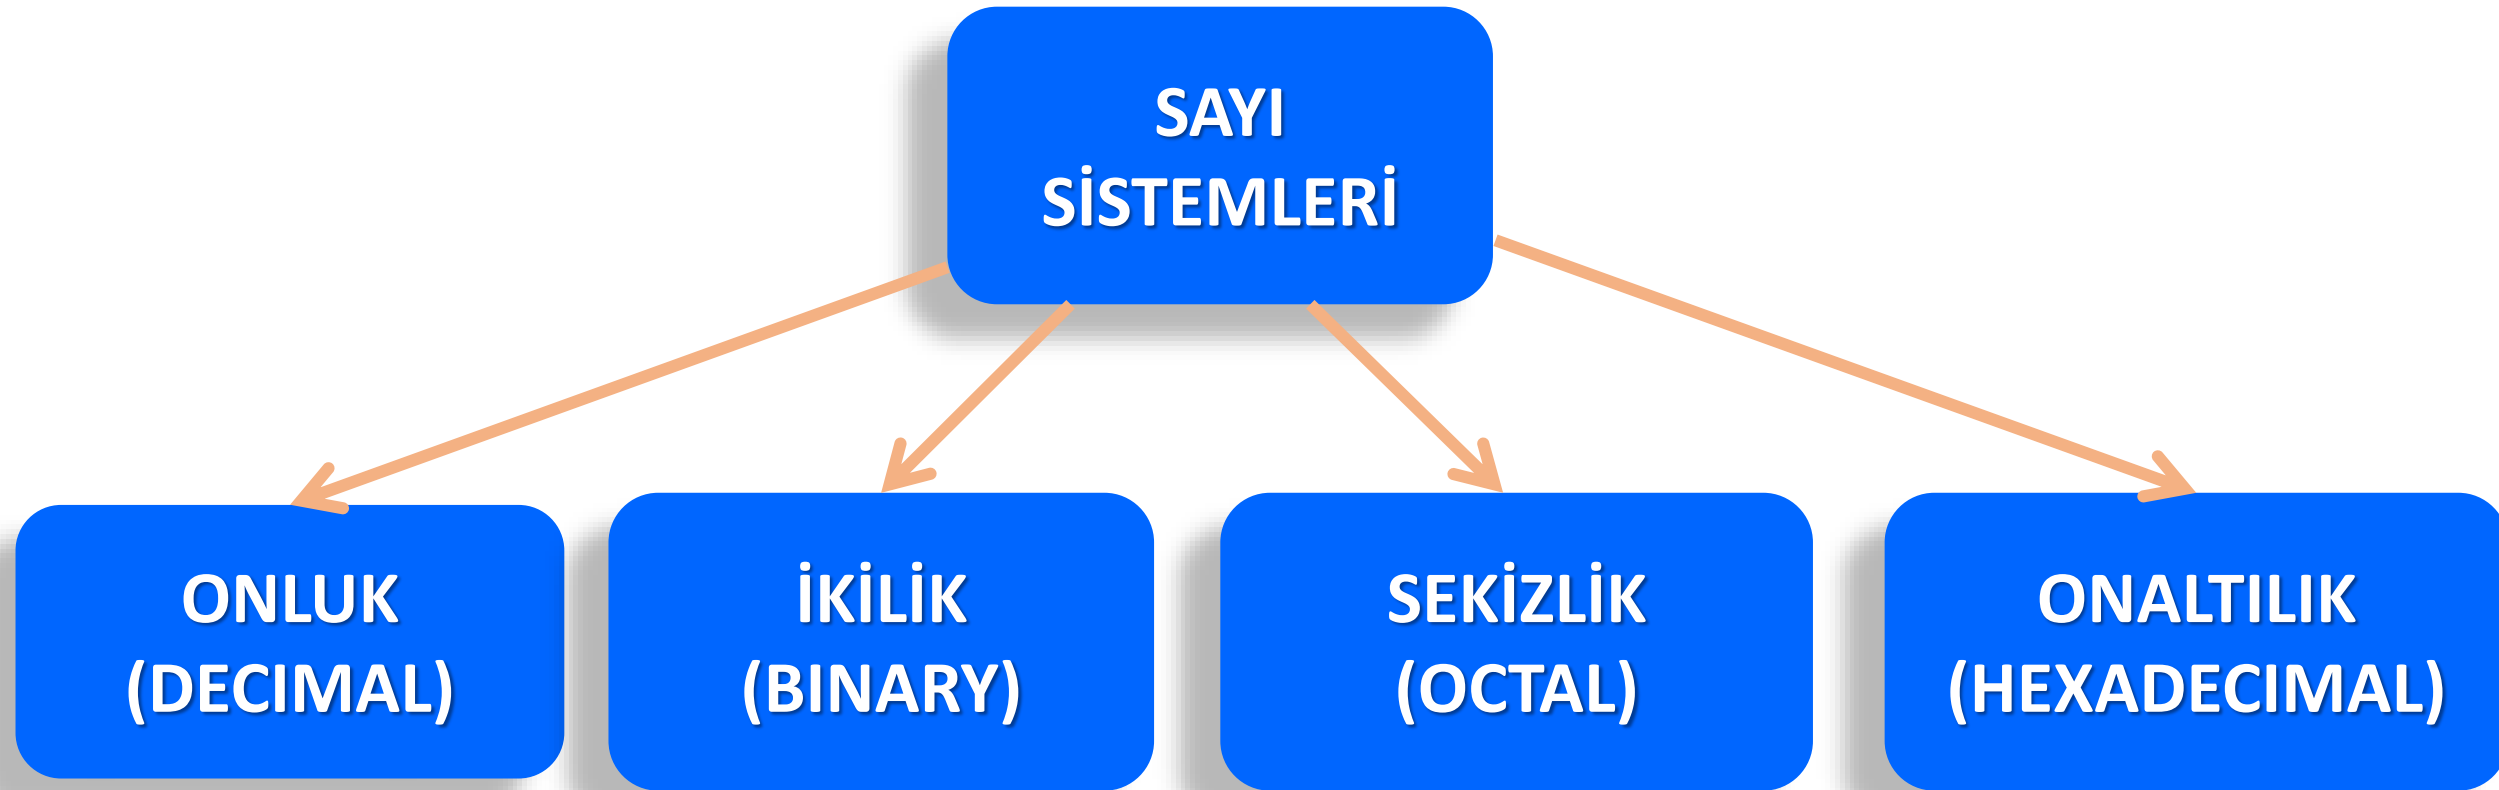 SAYI
SİSTEMLERİ
ONLUK
(DECIMAL)
İKİLİK
(BINARY)
SEKİZLİK
(OCTAL)
ONALTILIK
(HEXADECIMAL)